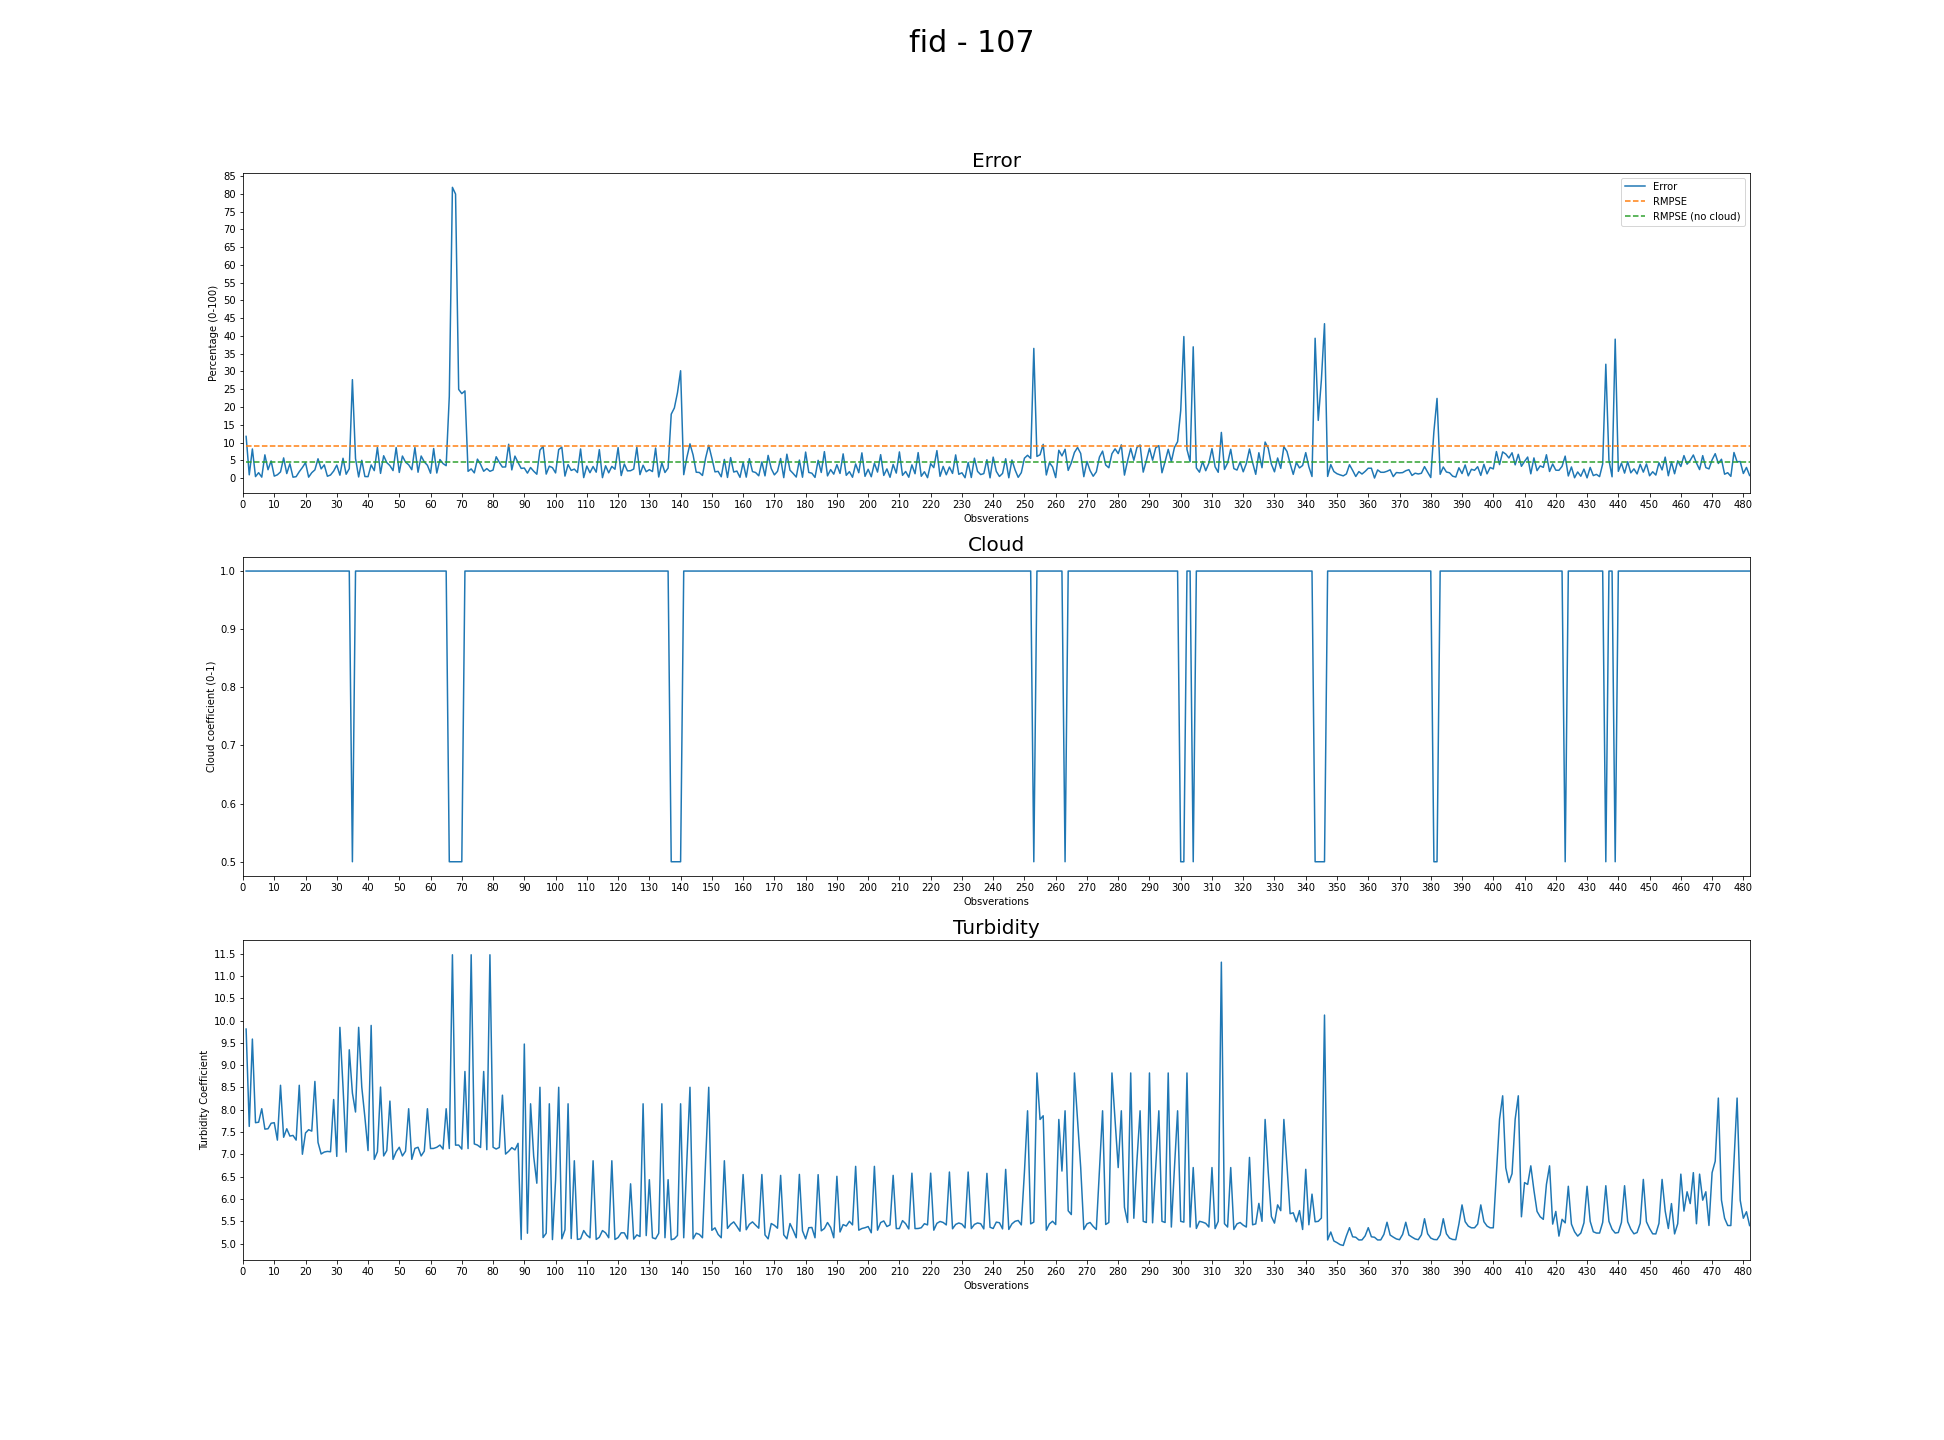 fid - 107
Error
85
80
75
70
65
60
55
50
45
40
35
30
25
20
15
10
5
0
Percentage (0-100)
Error
RMPSE
RMPSE (no cloud)
0 10 20 30 40 50 60 70 80 90 100 110 120 130 140 150 160 170 180 190 200 210 220 230 240 250 260 270 280 290 300 310 320 330 340 350 360 370 380 390 400 410 420 430 440 450 460 470 480
Obsverations
Cloud
1.0
0.9
0.8
0.7
0.6
0.5
Cloud coefficient (0-1)
0 10 20 30 40 50 60 70 80 90 100 110 120 130 140 150 160 170 180 190 200 210 220 230 240 250 260 270 280 290 300 310 320 330 340 350 360 370 380 390 400 410 420 430 440 450 460 470 480
Obsverations
Turbidity
11.5
11.0
10.5
10.0
9.5
9.0
8.5
8.0
7.5
7.0
6.5
6.0
5.5
5.0
Turbidity Coefficient
0 10 20 30 40 50 60 70 80 90 100 110 120 130 140 150 160 170 180 190 200 210 220 230 240 250 260 270 280 290 300 310 320 330 340 350 360 370 380 390 400 410 420 430 440 450 460 470 480
Obsverations